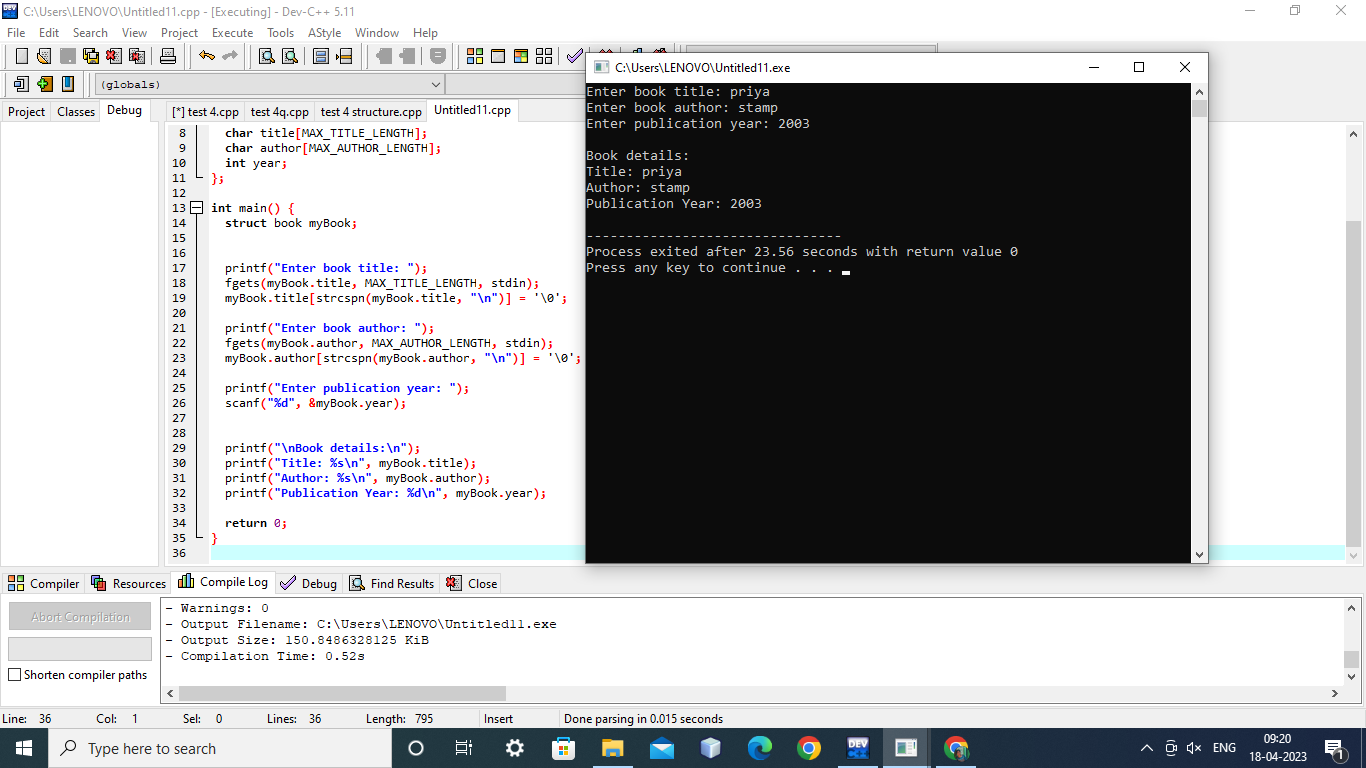 C:\Users\LENOVO\Untitled11.cpp - [Executing] - Dev-C++ 5.11
File Edit Search View Project Execute Tools AStyle Window Help
(globals)
Project Classes Debug
[*] test 4.cpp test 4q.cpp test 4 structure.cpp Untitled11.cpp
8 char title[MAX_TITLE_LENGTH];
9 char author[MAX_AUTHOR_LENGTH];
10 int year;
11 };
12
13 int main() {
14 struct book myBook;
15
16
17 printf("Enter book title: ");
18 fgets(myBook.title, MAX_TITLE_LENGTH, stdin);
19 myBook.title[strcspn(myBook.title, "\n")] = '\0';
20
21 printf("Enter book author: ");
22 fgets(myBook.author, MAX_AUTHOR_LENGTH, stdin);
23 myBook.author[strcspn(myBook.author, "\n")] = '\0';
24
25 printf("Enter publication year: ");
26 scanf("%d", &myBook.year);
27
28
29 printf("\nBook details:\n");
30 printf("Title: %s\n", myBook.title);
31 printf("Author: %s\n", myBook.author);
32 printf("Publication Year: %d\n", myBook.year);
33
34 return 0;
35 }
36
C:\Users\LENOVO\Untitled11.exe
Enter book title: priya
Enter book author: stamp
Enter publication year: 2003
Book details:
Title: priya
Author: stamp
Publication Year: 2003
--------------------------------
Process exited after 23.56 seconds with return value 0
Press any key to continue . . .
Compiler Resources Compile Log Debug Find Results Close
Abort Compilation
Shorten compiler paths
- Warnings: 0
- Output Filename: C:\Users\LENOVO\Untitled11.exe
- Output Size: 150.8486328125 KiB
- Compilation Time: 0.52s
Line: 36 Col: 1 Sel: 0 Lines: 36 Length: 795 Insert Done parsing in 0.015 seconds
Type here to search
DEV
ENG
09:20
18-04-2023
1